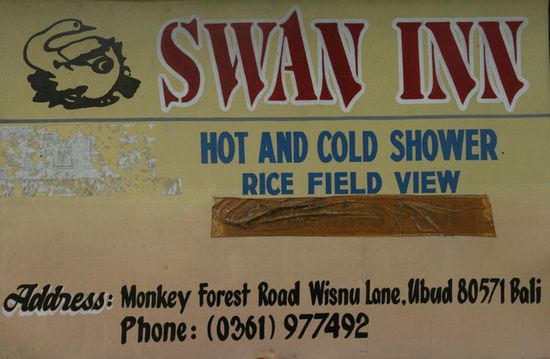 SWAN INN
HOT AND COLD SHOWER
RICE FIELD VIEW
Address: Monkey Forest Road Wisnu Lane, Ubud 80571 Bali
Phone: (0361) 977492